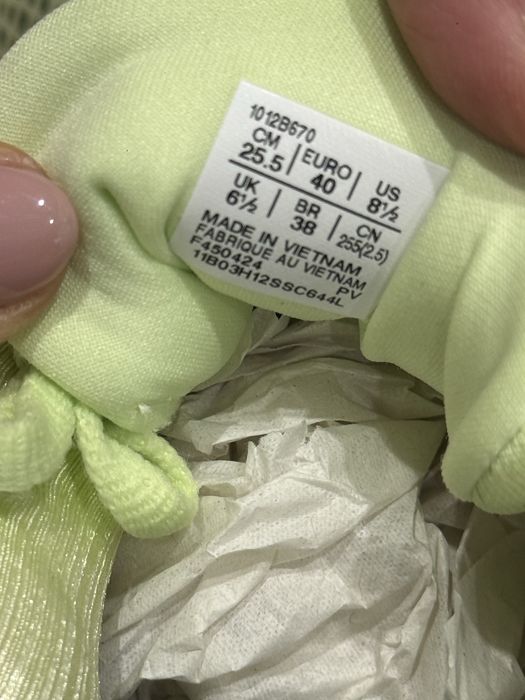 1012B670
CM 25.5 | EURO 40 | US 8½
UK 6½ | BR 38 | CN 255(2.5)
MADE IN VIETNAM
FABRIQUE AU VIETNAM
F450424 PV
11B03H12SSC644L